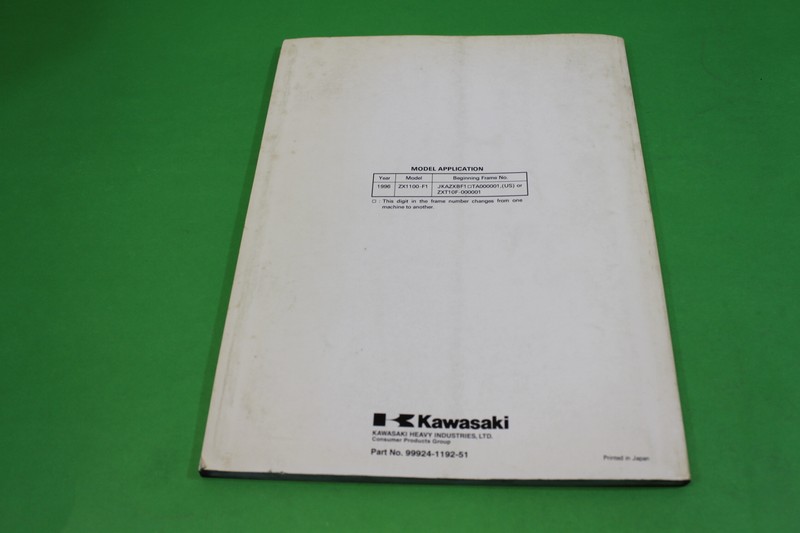 MODEL APPLICATION
Year Model Beginning Frame No.
1996 ZX1100-F1 JKAZXBF1□TA000001,(US) or
ZXT10F-000001
□ : This digit in the frame number changes from one
machine to another.
Kawasaki
KAWASAKI HEAVY INDUSTRIES, LTD.
Consumer Products Group
Part No. 99924-1192-51
Printed in Japan